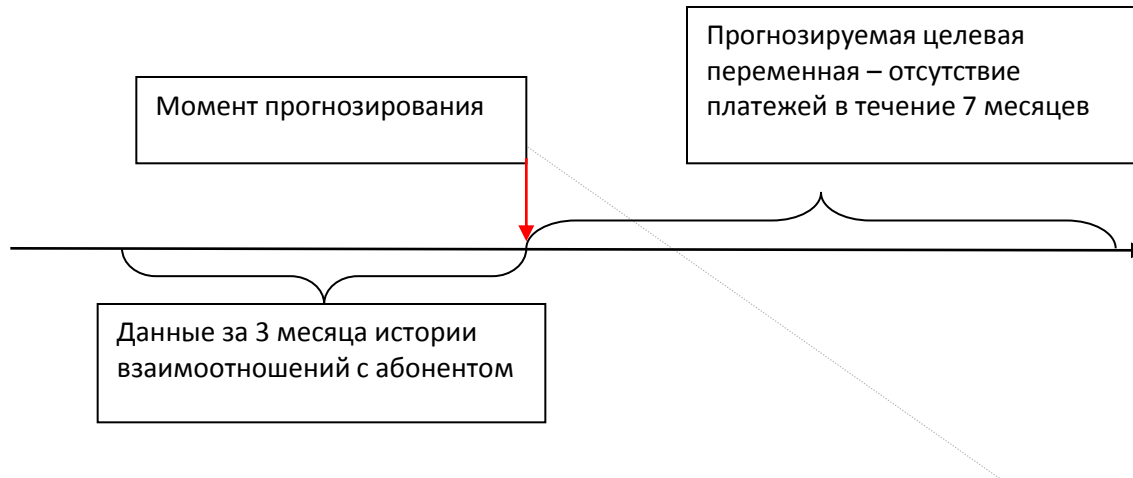 Прогнозируемая целевая
переменная – отсутствие
платежей в течение 7 месяцев
Момент прогнозирования
Данные за 3 месяца истории
взаимоотношений с абонентом